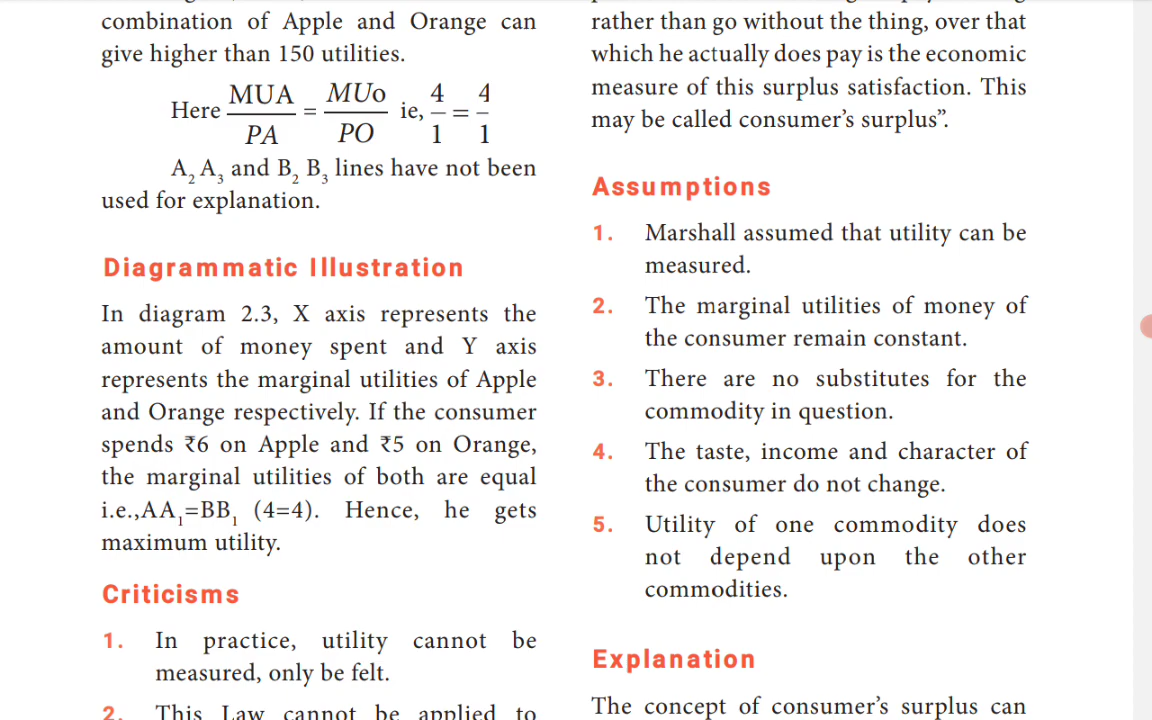 combination of Apple and Orange can
give higher than 150 utilities.
Here MUA/PA = MUo/PO ie, 4/1 = 4/1
A₂ A₃ and B₂ B₃ lines have not been
used for explanation.
Diagrammatic Illustration
In diagram 2.3, X axis represents the
amount of money spent and Y axis
represents the marginal utilities of Apple
and Orange respectively. If the consumer
spends ₹6 on Apple and ₹5 on Orange,
the marginal utilities of both are equal
i.e.,AA₁=BB₁ (4=4). Hence, he gets
maximum utility.
Criticisms
1. In practice, utility cannot be
measured, only be felt.
2. This Law cannot be applied to
rather than go without the thing, over that
which he actually does pay is the economic
measure of this surplus satisfaction. This
may be called consumer’s surplus”.
Assumptions
1. Marshall assumed that utility can be
measured.
2. The marginal utilities of money of
the consumer remain constant.
3. There are no substitutes for the
commodity in question.
4. The taste, income and character of
the consumer do not change.
5. Utility of one commodity does
not depend upon the other
commodities.
Explanation
The concept of consumer’s surplus can